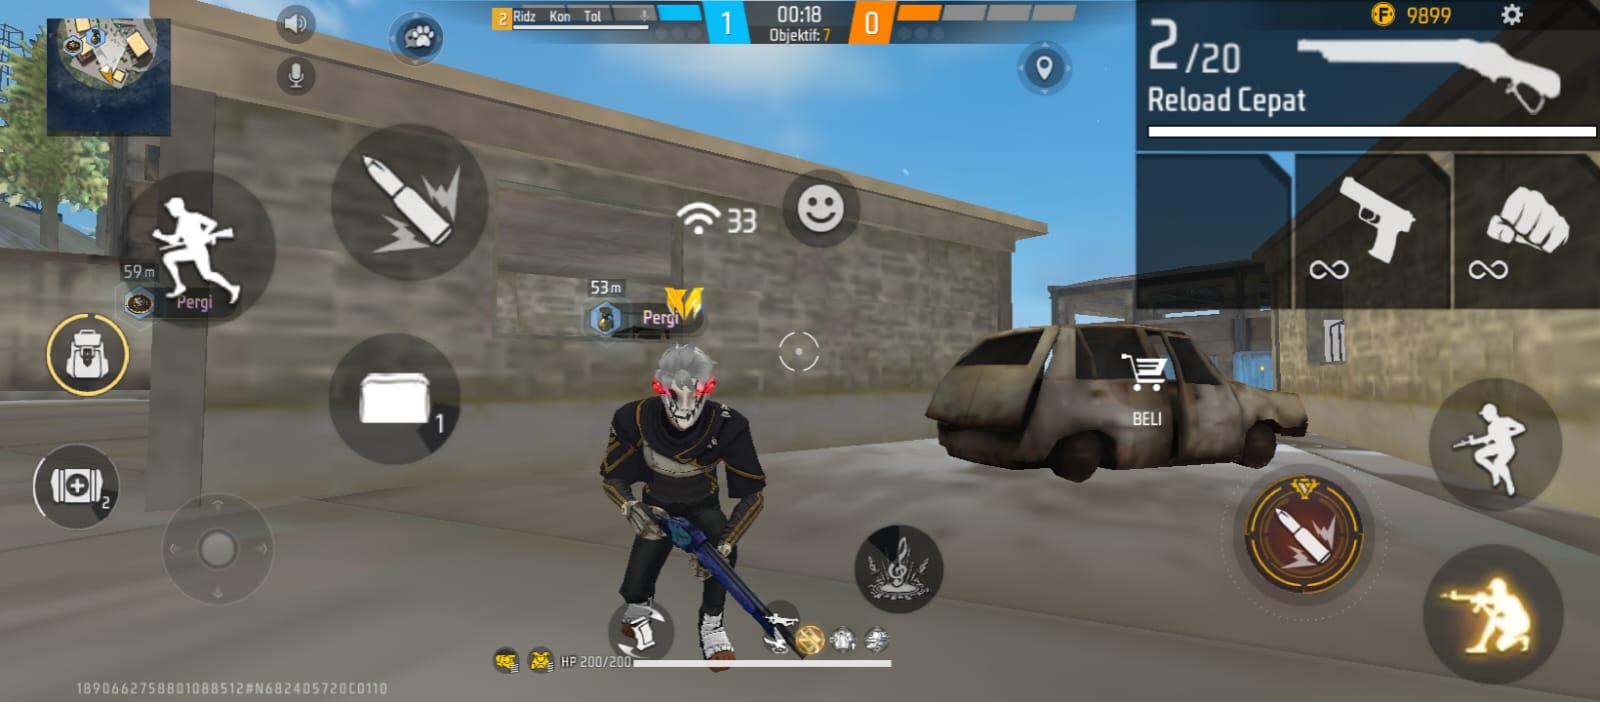 2 Ridz Kon Tol
1
00:18
0
Objektif: 7
9899
2/20
Reload Cepat
33
59m
Pergi
53m
Pergi
BELI
1
2
HP 200/200
1890662758801088512#N682405720C0110